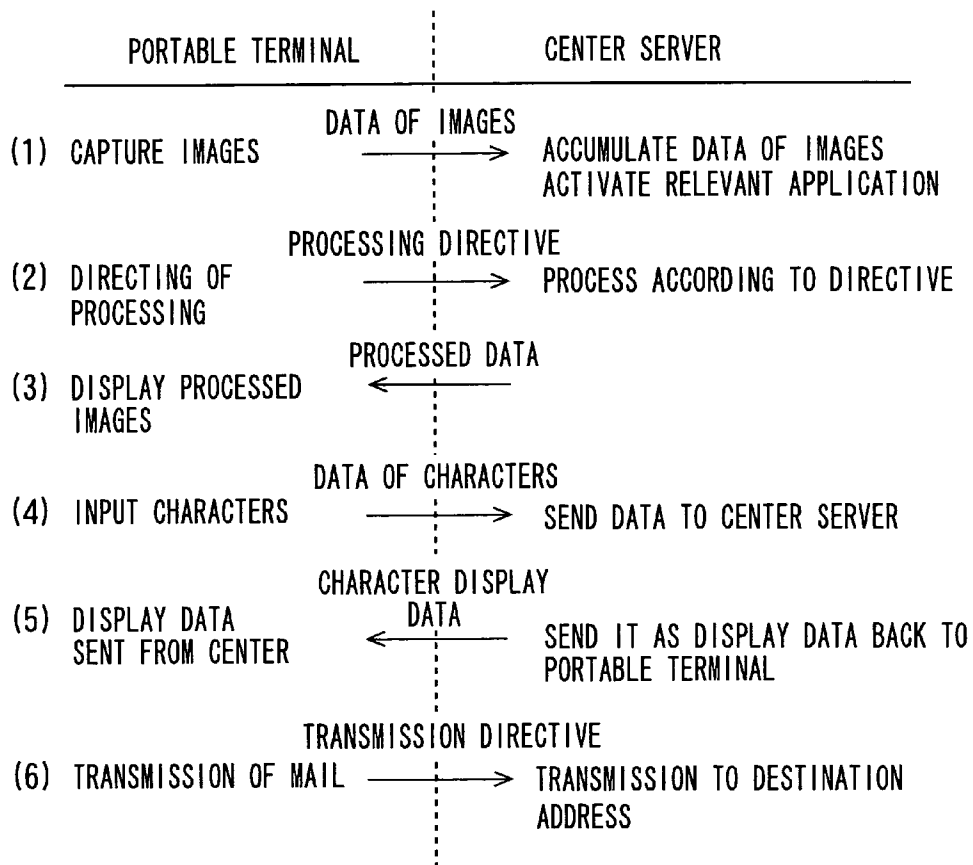 PORTABLE TERMINAL CENTER SERVER
DATA OF IMAGES
(1) CAPTURE IMAGES ACCUMULATE DATA OF IMAGES
ACTIVATE RELEVANT APPLICATION
PROCESSING DIRECTIVE
(2) DIRECTING OF PROCESS ACCORDING TO DIRECTIVE
PROCESSING
PROCESSED DATA
(3) DISPLAY PROCESSED
IMAGES
DATA OF CHARACTERS
(4) INPUT CHARACTERS SEND DATA TO CENTER SERVER
CHARACTER DISPLAY
DATA
(5) DISPLAY DATA SEND IT AS DISPLAY DATA BACK TO
SENT FROM CENTER PORTABLE TERMINAL
TRANSMISSION DIRECTIVE
(6) TRANSMISSION OF MAIL TRANSMISSION TO DESTINATION
ADDRESS